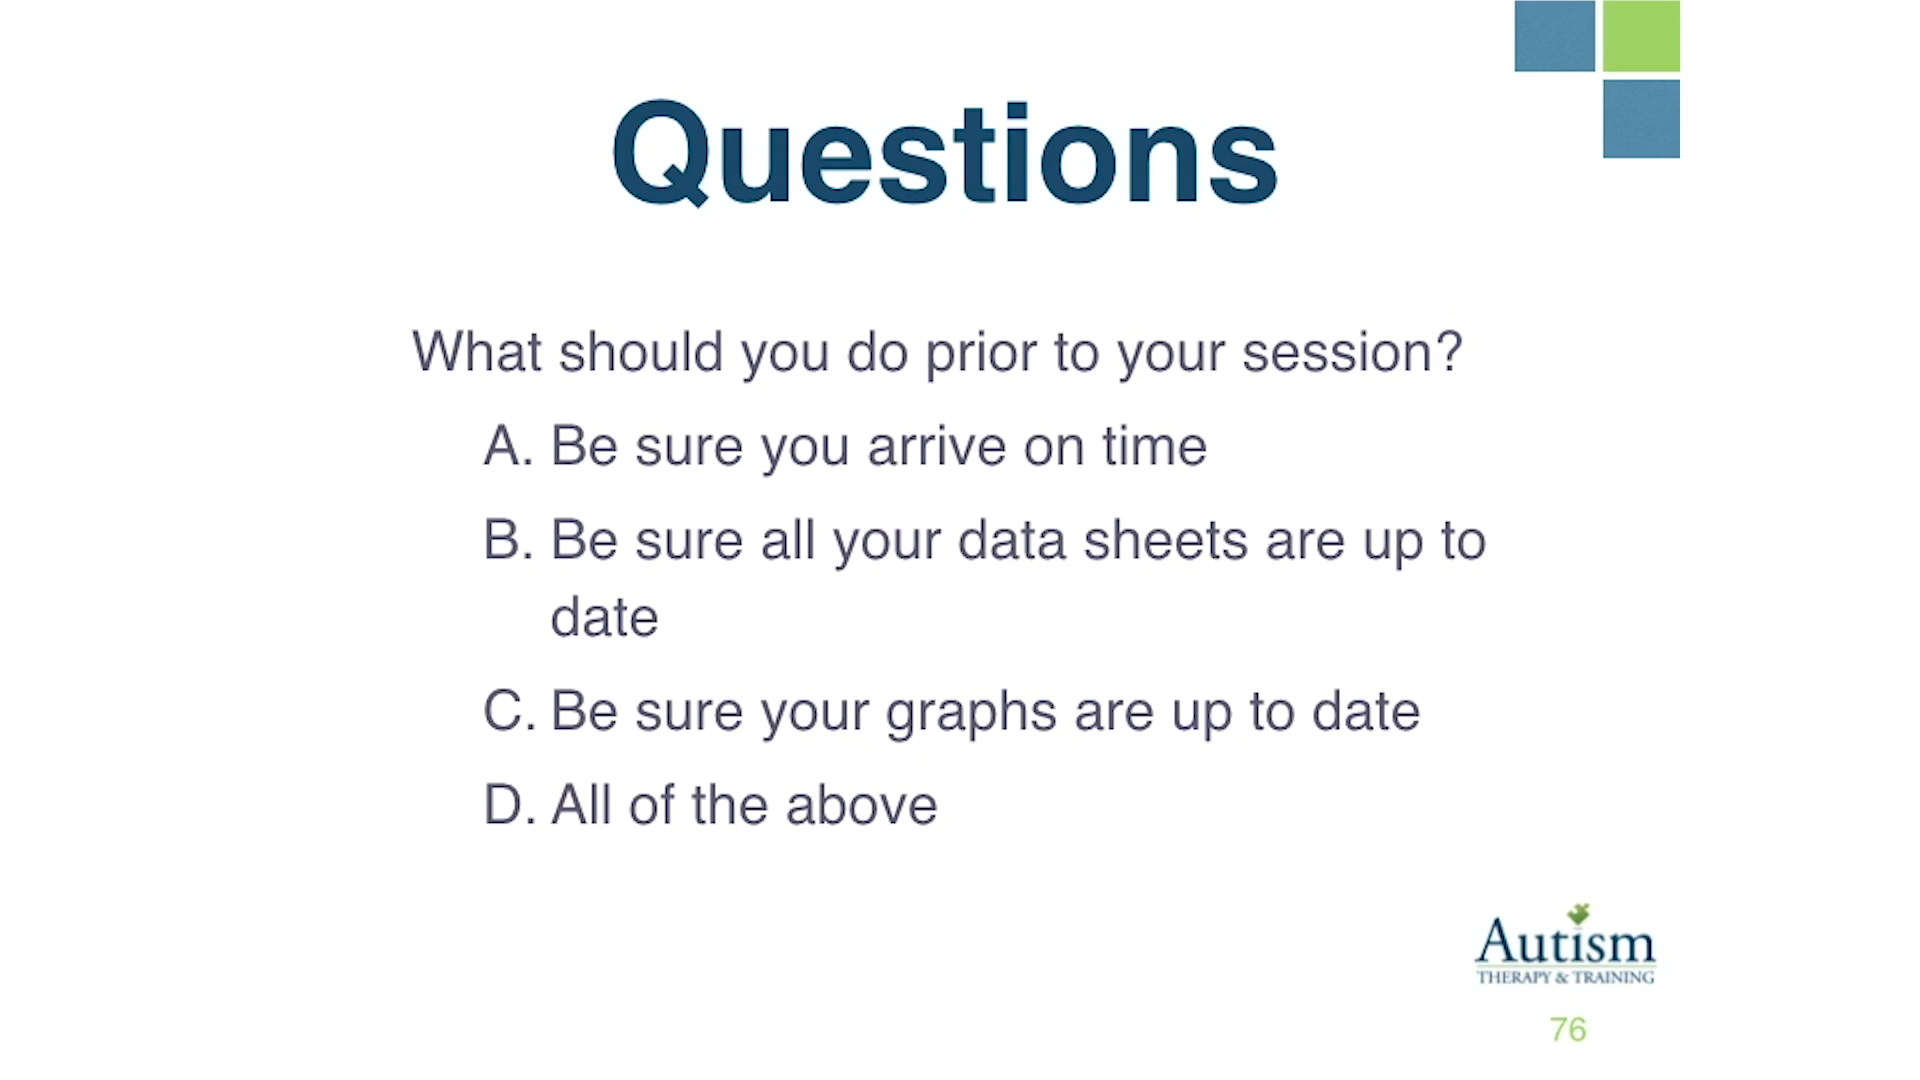 Questions
What should you do prior to your session?
A. Be sure you arrive on time
B. Be sure all your data sheets are up to
date
C. Be sure your graphs are up to date
D. All of the above
Autism
THERAPY & TRAINING
76